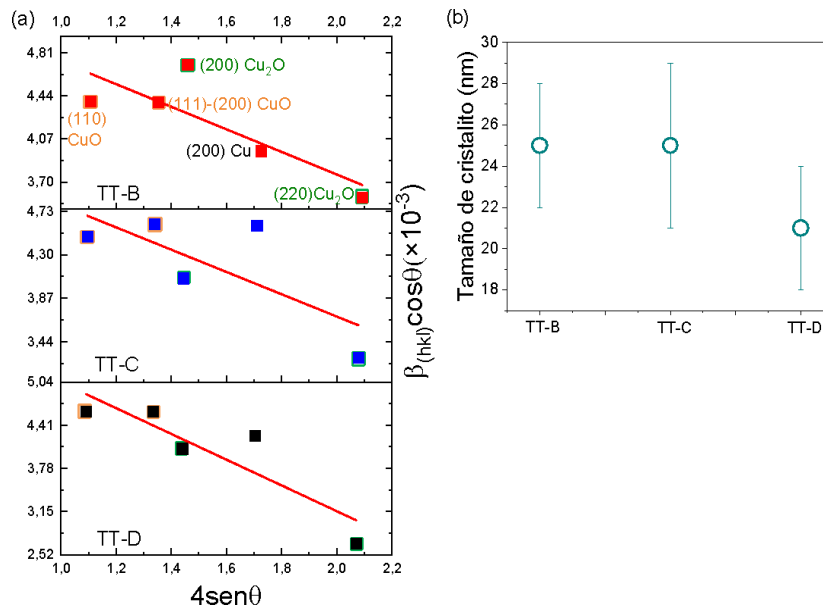 (a)
1,0 1,2 1,4 1,6 1,8 2,0 2,2
4,81
4,44
4,07
3,70
(200) Cu₂O
(110)
CuO
(111)-(200) CuO
(200) Cu
(220)Cu₂O
TT-B
4,73
4,30
3,87
3,44
TT-C
5,04
4,41
3,78
3,15
2,52
TT-D
1,0 1,2 1,4 1,6 1,8 2,0 2,2
4senθ
β(hkl)cosθ(×10⁻³)
(b)
Tamaño de cristalito (nm)
30
28
26
24
22
20
18
TT-B TT-C TT-D